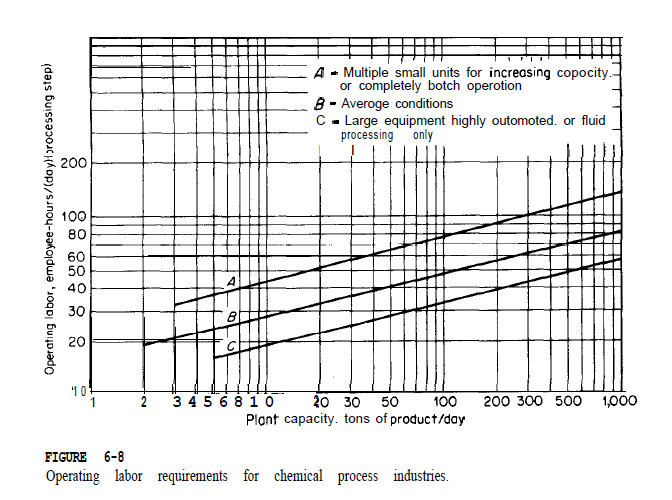 Operating labor, employee-hours/(day)(processing step)
A - Multiple small units for increasing copocity.
or completely botch operotion
B - Averoge conditions
C - Large equipment highly outomoted. or fluid
processing only
200
100
80
60
50
40
30
20
10
A
B
C
1 2 3 4 5 6 8 1 0 20 30 50 100 200 300 500 1,000
Plant capacity. tons of product/day
FIGURE 6-8
Operating labor requirements for chemical process industries.